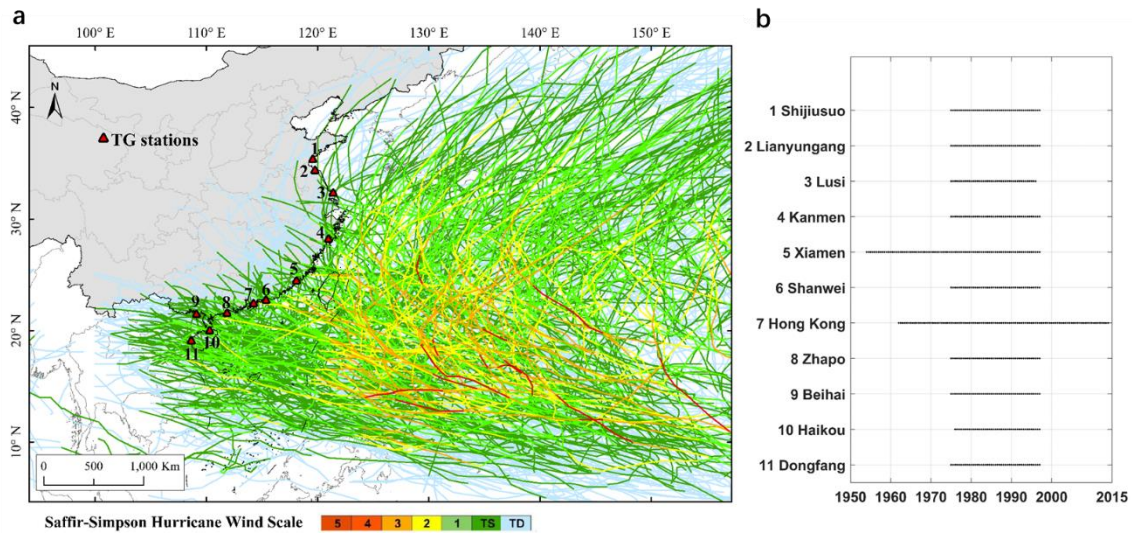 a
b
100° E 110° E 120° E 130° E 140° E 150° E
40° N
30° N
20° N
10° N
N
TG stations
1
2
3
4
5
6
7
8
9
10
11
0 500 1,000 Km
Saffir-Simpson Hurricane Wind Scale 5 4 3 2 1 TS TD
1 Shijiusuo
2 Lianyungang
3 Lusi
4 Kanmen
5 Xiamen
6 Shanwei
7 Hong Kong
8 Zhapo
9 Beihai
10 Haikou
11 Dongfang
1950 1960 1970 1980 1990 2000 2015